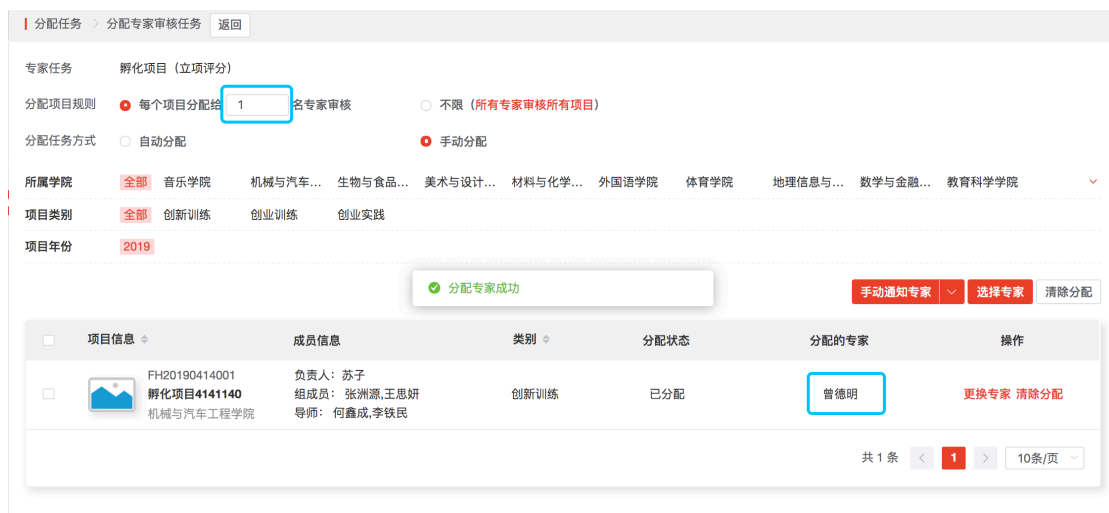 分配任务 > 分配专家审核任务 返回
专家任务 孵化项目（立项评分）
分配项目规则 每个项目分配给 1 名专家审核 不限（所有专家审核所有项目）
分配任务方式 自动分配 手动分配
所属学院 全部 音乐学院 机械与汽车... 生物与食品... 美术与设计... 材料与化学... 外国语学院 体育学院 地理信息与... 数学与金融... 教育科学学院
项目类别 全部 创新训练 创业训练 创业实践
项目年份 2019
分配专家成功
手动通知专家 选择专家 清除分配
项目信息 成员信息 类别 分配状态 分配的专家 操作
FH20190414001 负责人：苏子
孵化项目4141140 组成员：张洲源,王思妍 创新训练 已分配 曾德明 更换专家 清除分配
机械与汽车工程学院 导师：何鑫成,李铁民
共 1 条 < 1 > 10条/页